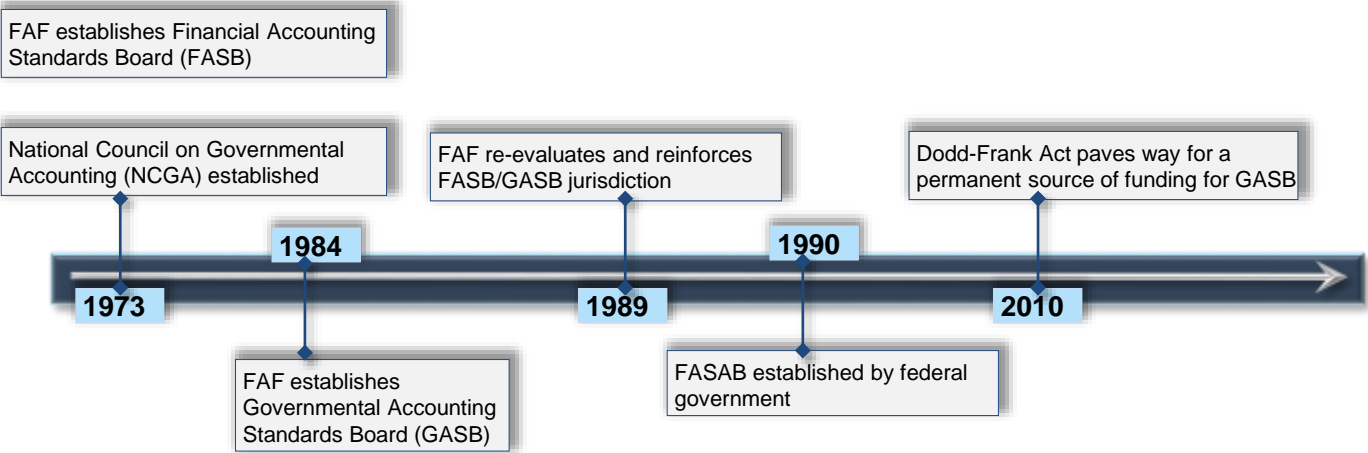 FAF establishes Financial Accounting
Standards Board (FASB)
National Council on Governmental
Accounting (NCGA) established
FAF re-evaluates and reinforces
FASB/GASB jurisdiction
Dodd-Frank Act paves way for a
permanent source of funding for GASB
1984
1990
1973
1989
2010
FAF establishes
Governmental Accounting
Standards Board (GASB)
FASAB established by federal
government